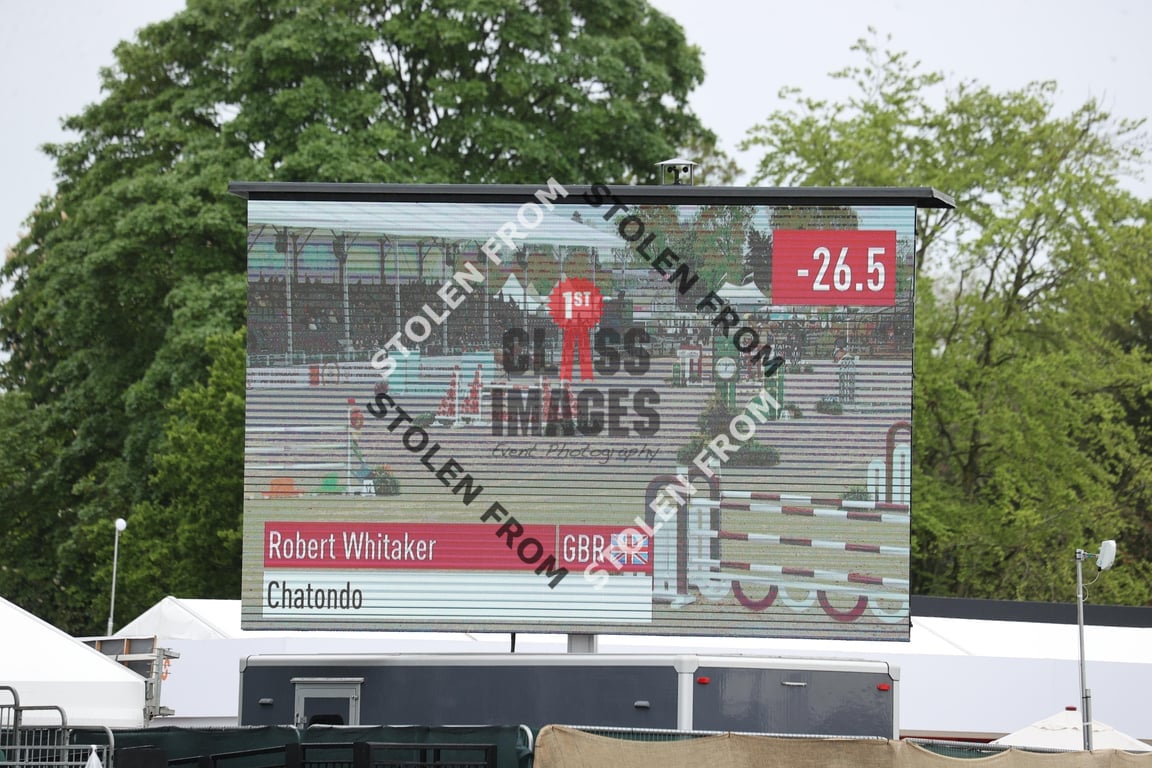 STOLEN FROM
STOLEN FROM
-26.5
1ST
CLASS
IMAGES
Event Photography
STOLEN FROM
STOLEN FROM
Robert Whitaker GBR
Chatondo